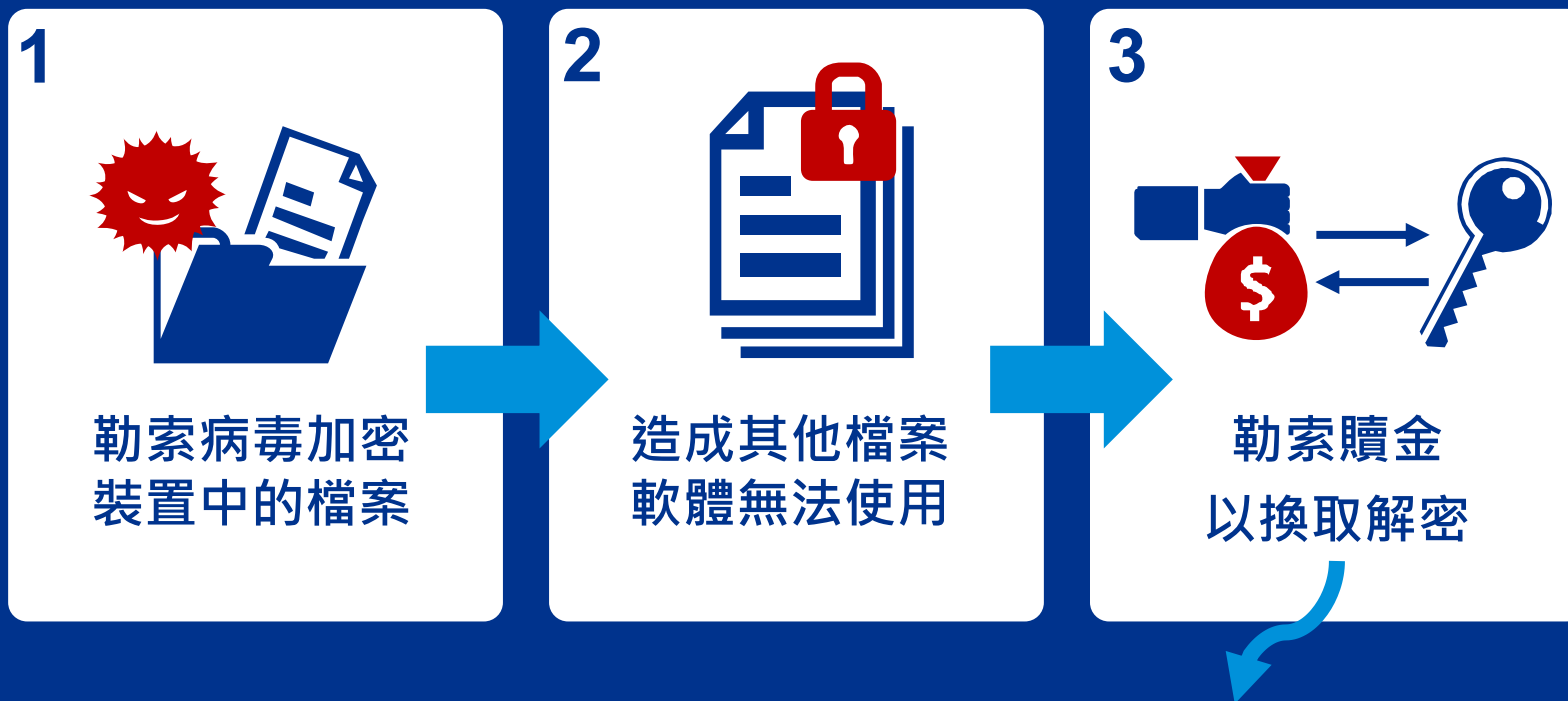 1
勒索病毒加密
裝置中的檔案
2
造成其他檔案
軟體無法使用
3
$
勒索贖金
以換取解密